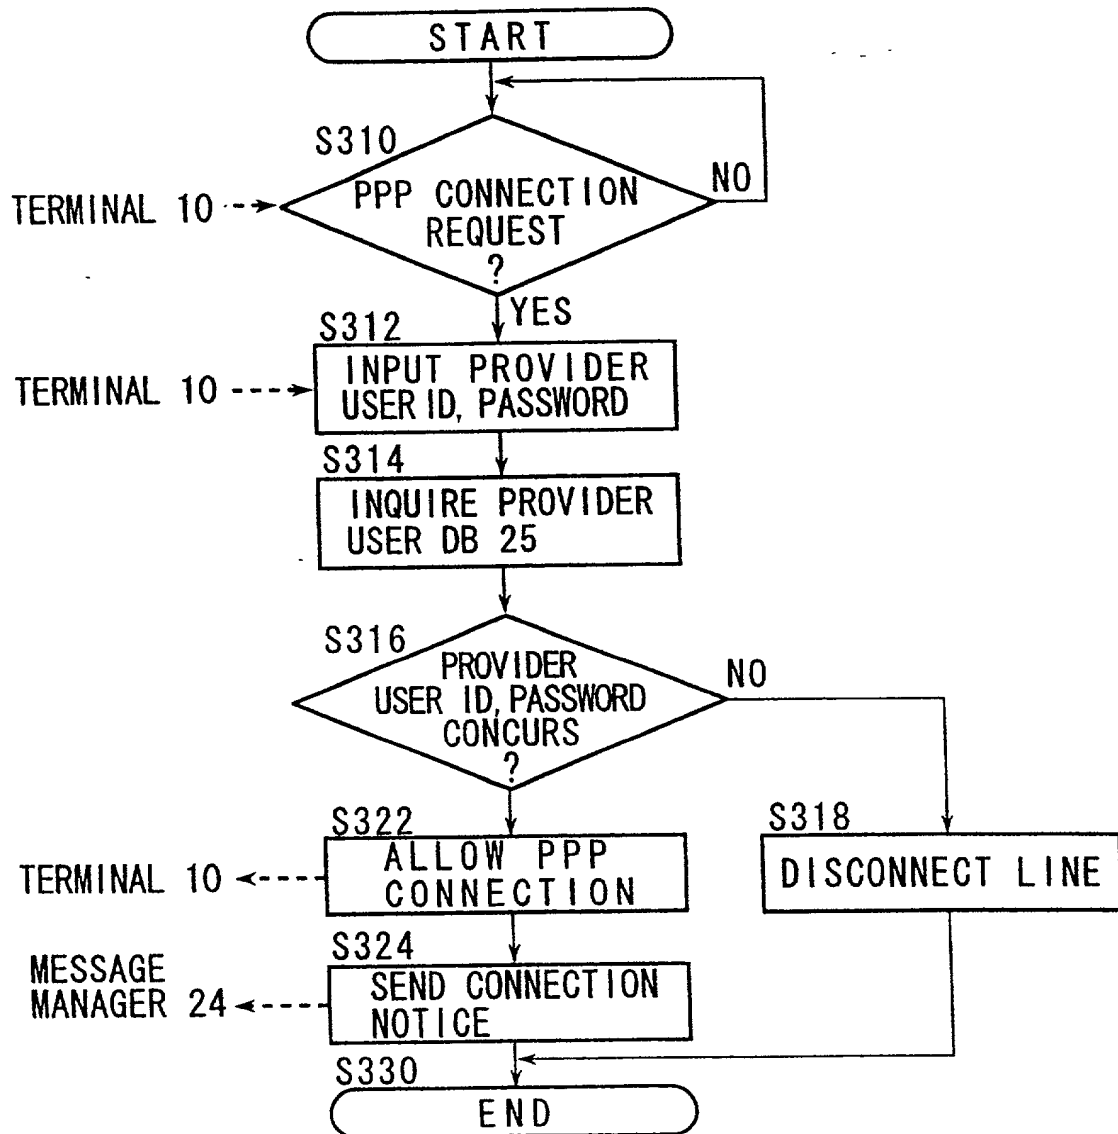 START
S310
NO
TERMINAL 10
PPP CONNECTION
REQUEST
?
YES
S312
TERMINAL 10
INPUT PROVIDER
USER ID, PASSWORD
S314
INQUIRE PROVIDER
USER DB 25
S316
PROVIDER
USER ID, PASSWORD
CONCURS
?
NO
S322
TERMINAL 10
ALLOW PPP
CONNECTION
S318
DISCONNECT LINE
S324
MESSAGE
MANAGER 24
SEND CONNECTION
NOTICE
S330
END